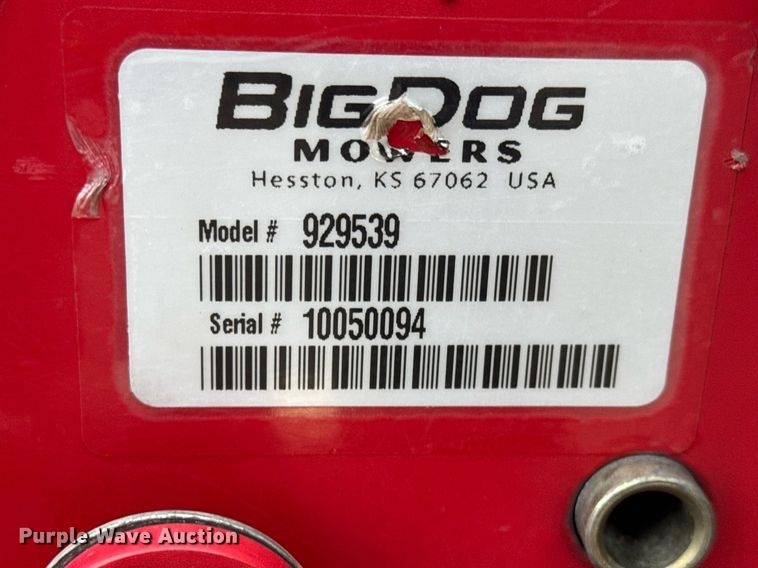 BIGDOG
MOWERS
Hesston, KS 67062 USA
Model # 929539
Serial # 10050094
Purple Wave Auction